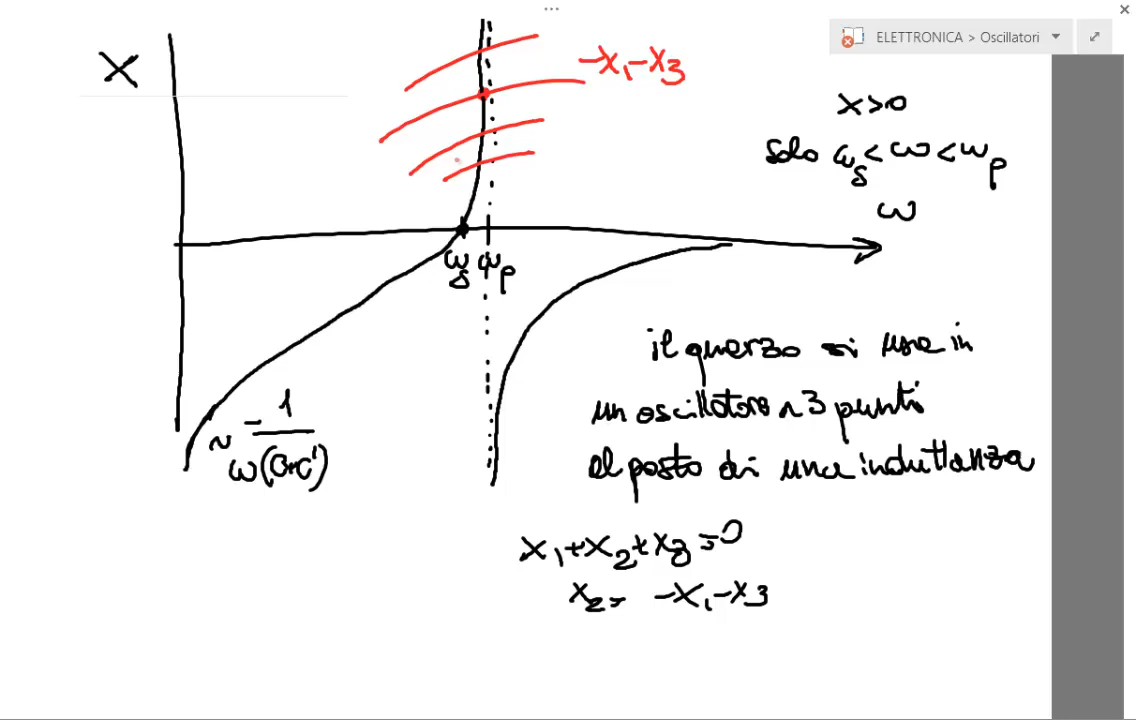 ELETTRONICA > Oscillatori
X
-X₁-X₃
X>0
solo ωs<ω<ωp
ω
ωs ωp
il quarzo si usa in
un oscillatore a 3 punti
al posto di una induttanza
~ -1/ω(C+C')
X₁+X₂+X₃=0
X₂= -X₁-X₃